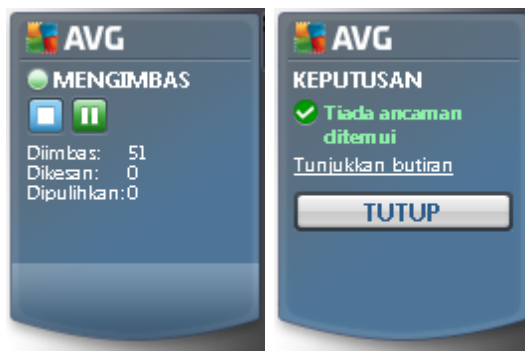 AVG
MENGIMBAS
Diimbas: 51
Dikesan: 0
Dipulihkan:0
AVG
KEPUTUSAN
Tiada ancaman
ditemui
Tunjukkan butiran
TUTUP